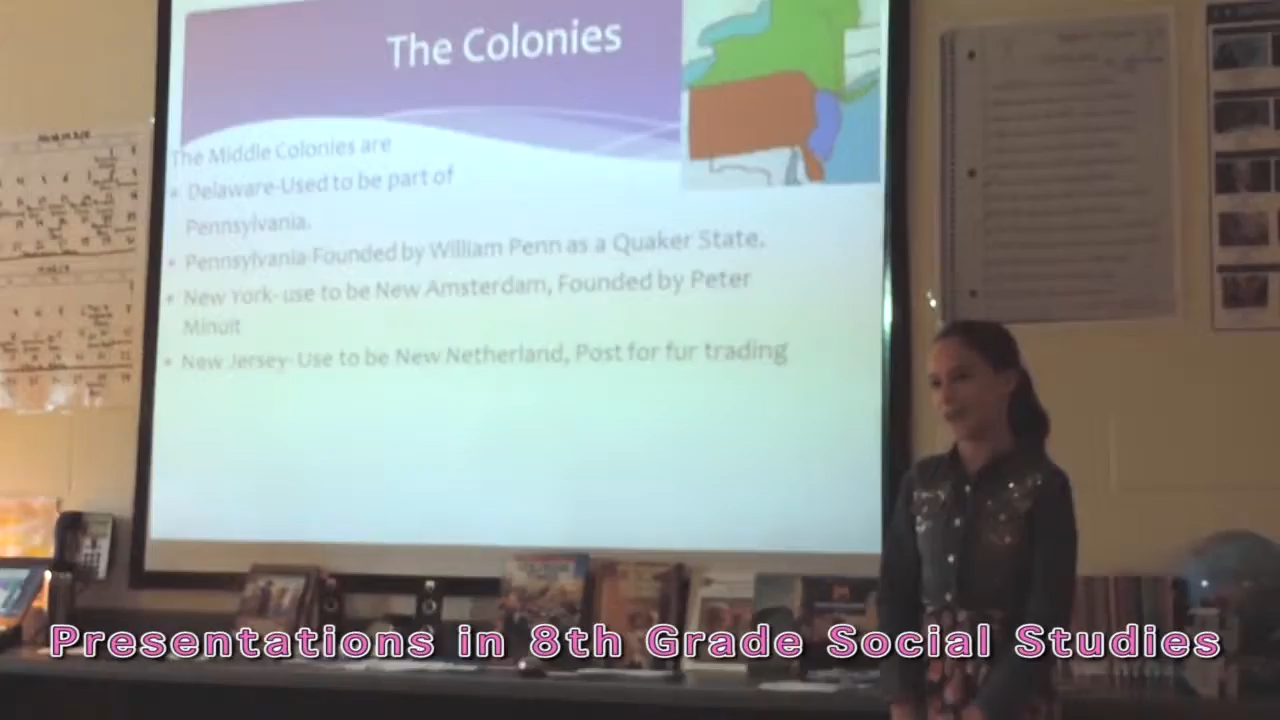 The Colonies
The Middle Colonies are
• Delaware-Used to be part of
Pennsylvania.
• Pennsylvania-Founded by William Penn as a Quaker State.
• New York- use to be New Amsterdam, Founded by Peter
Minuit
• New Jersey- Use to be New Netherland, Post for fur trading
Presentations in 8th Grade Social Studies